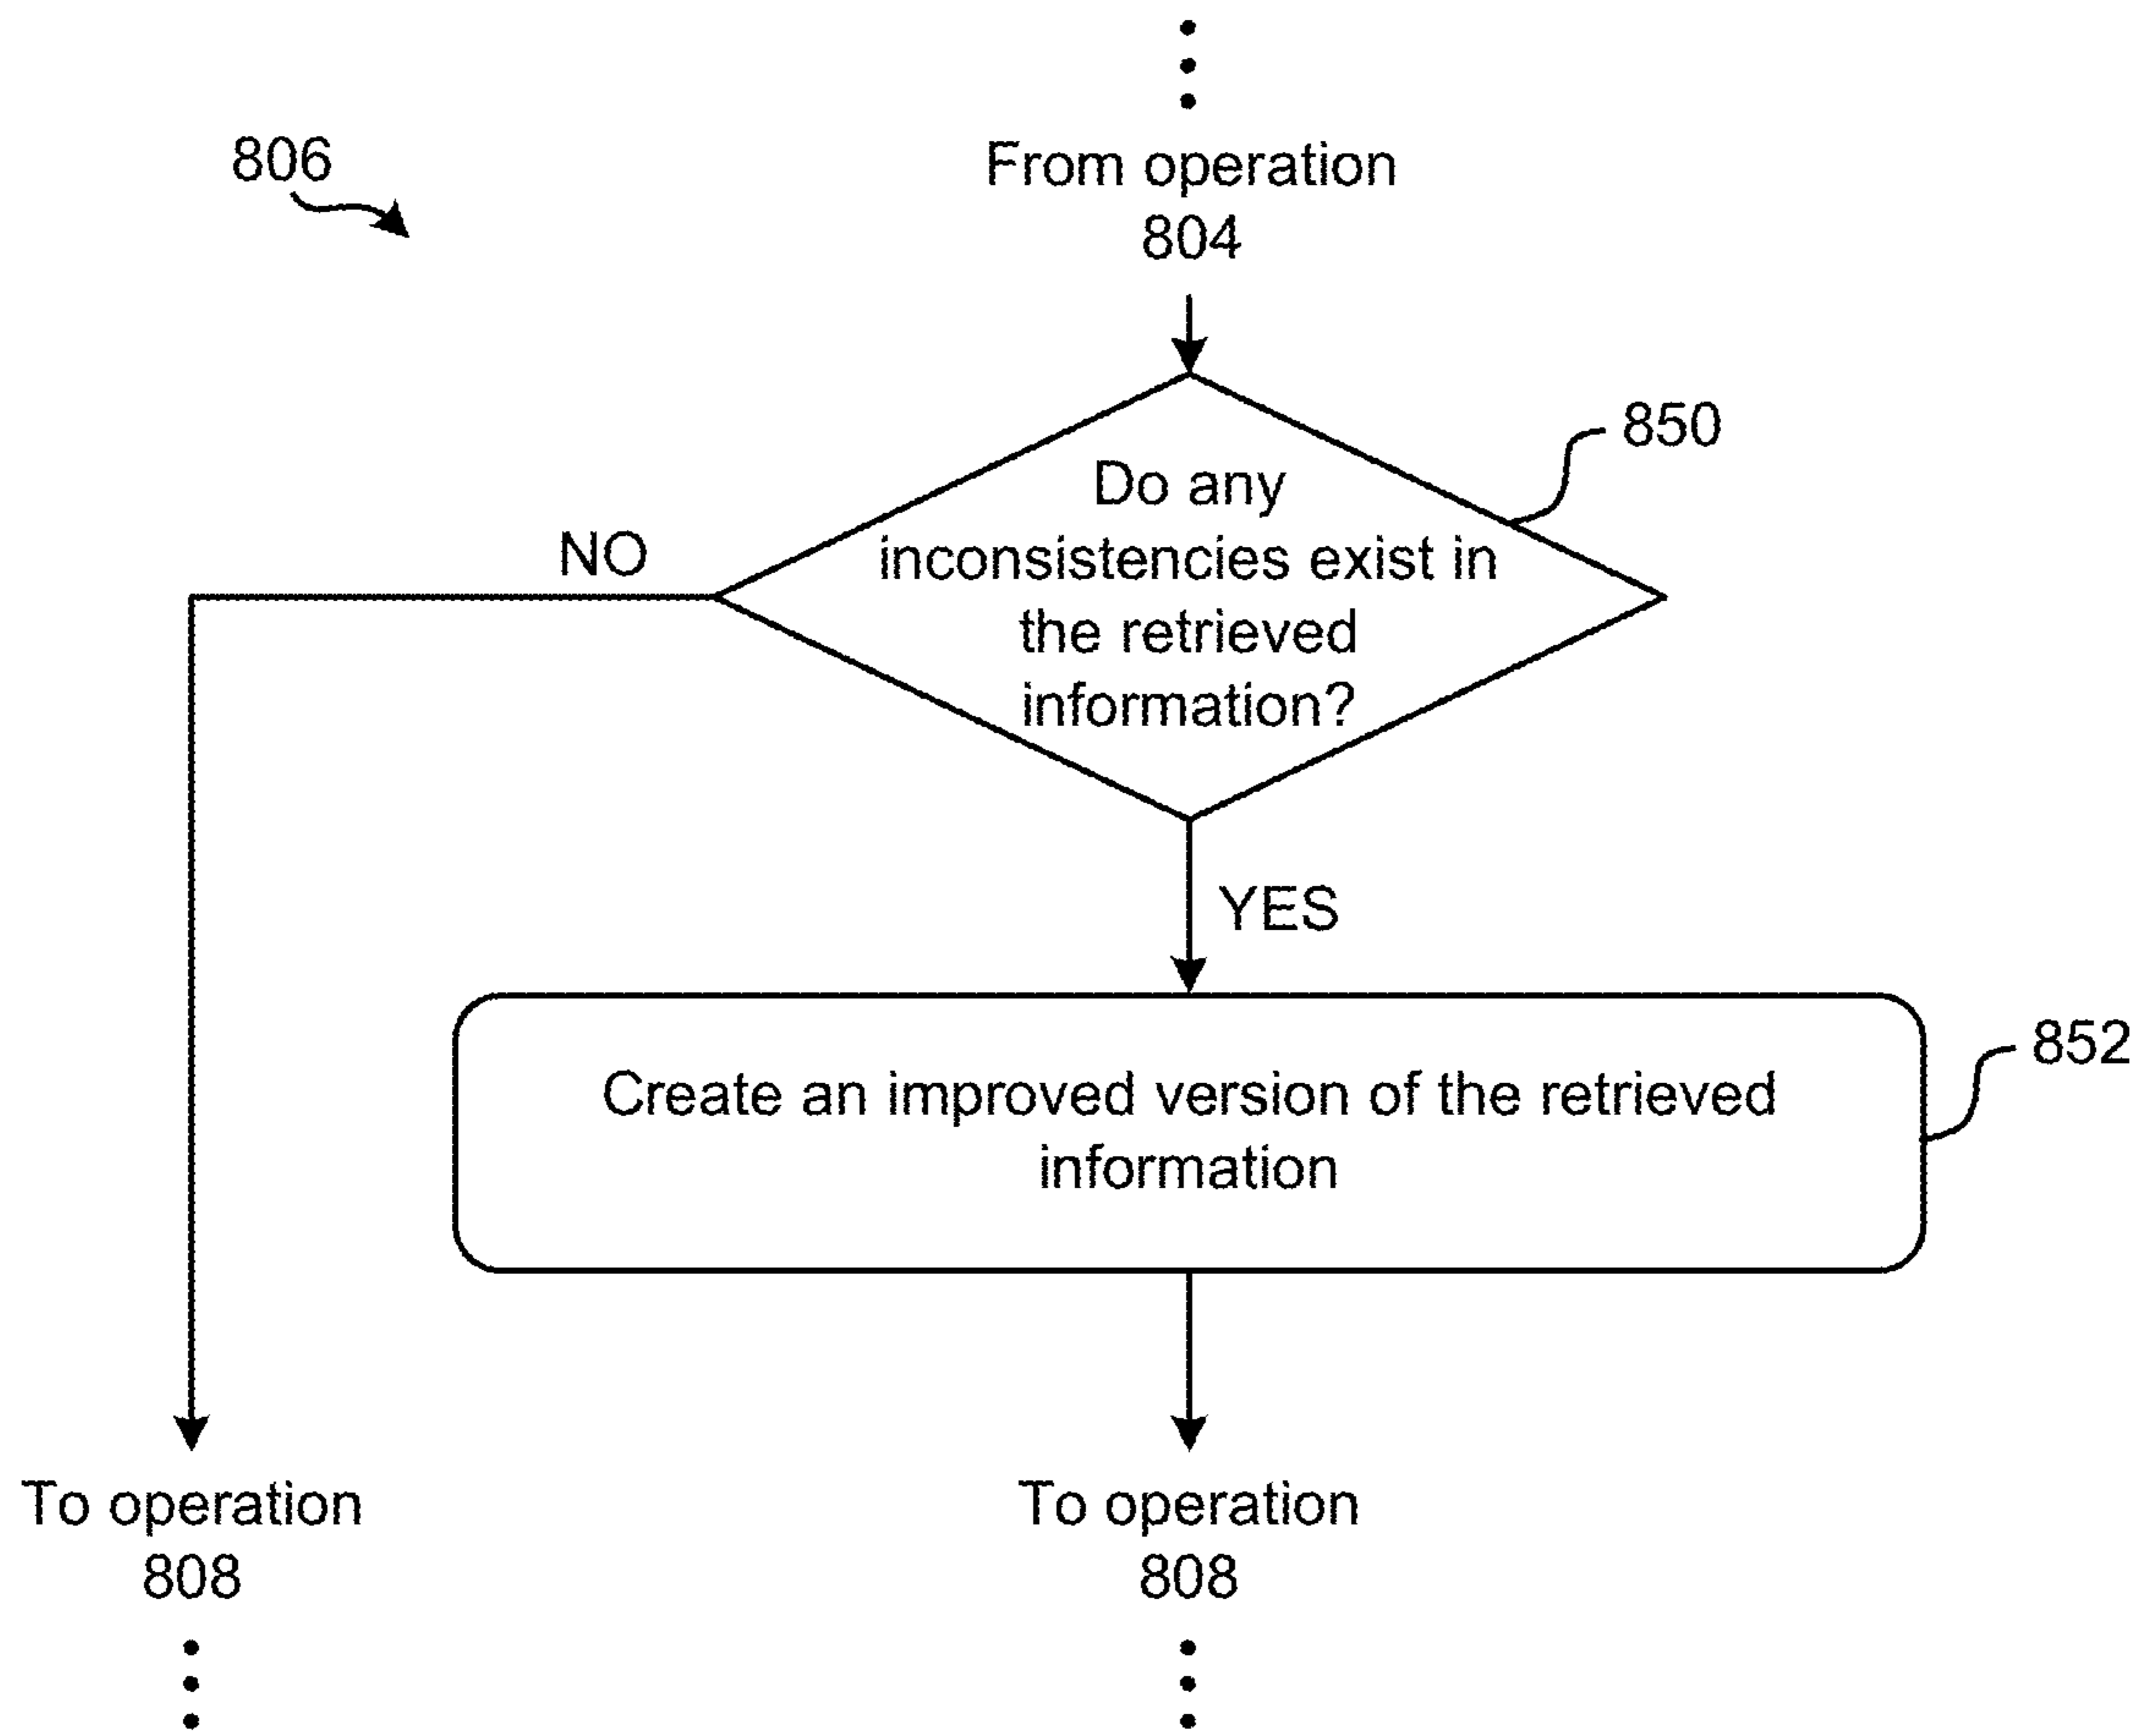 806
From operation
804
850
Do any
inconsistencies exist in
the retrieved
information?
NO
YES
852
Create an improved version of the retrieved
information
To operation
808
To operation
808